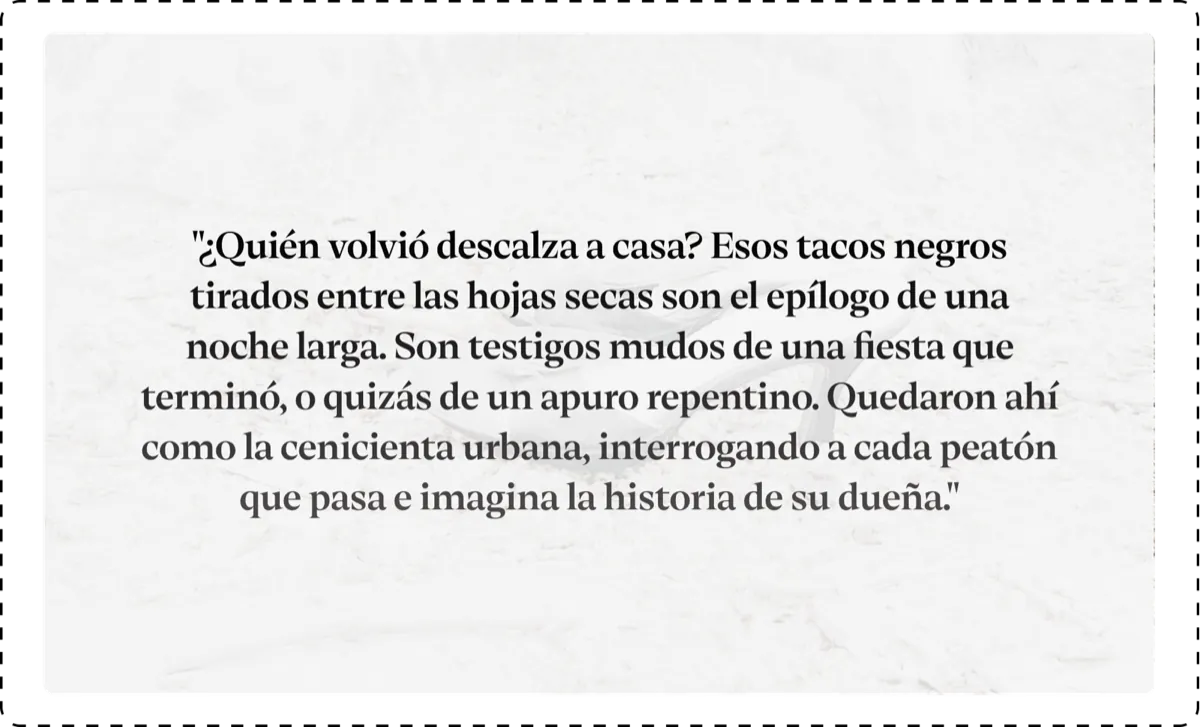 "¿Quién volvió descalza a casa? Esos tacos negros
tirados entre las hojas secas son el epílogo de una
noche larga. Son testigos mudos de una fiesta que
terminó, o quizás de un apuro repentino. Quedaron ahí
como la cenicienta urbana, interrogando a cada peatón
que pasa e imagina la historia de su dueña."